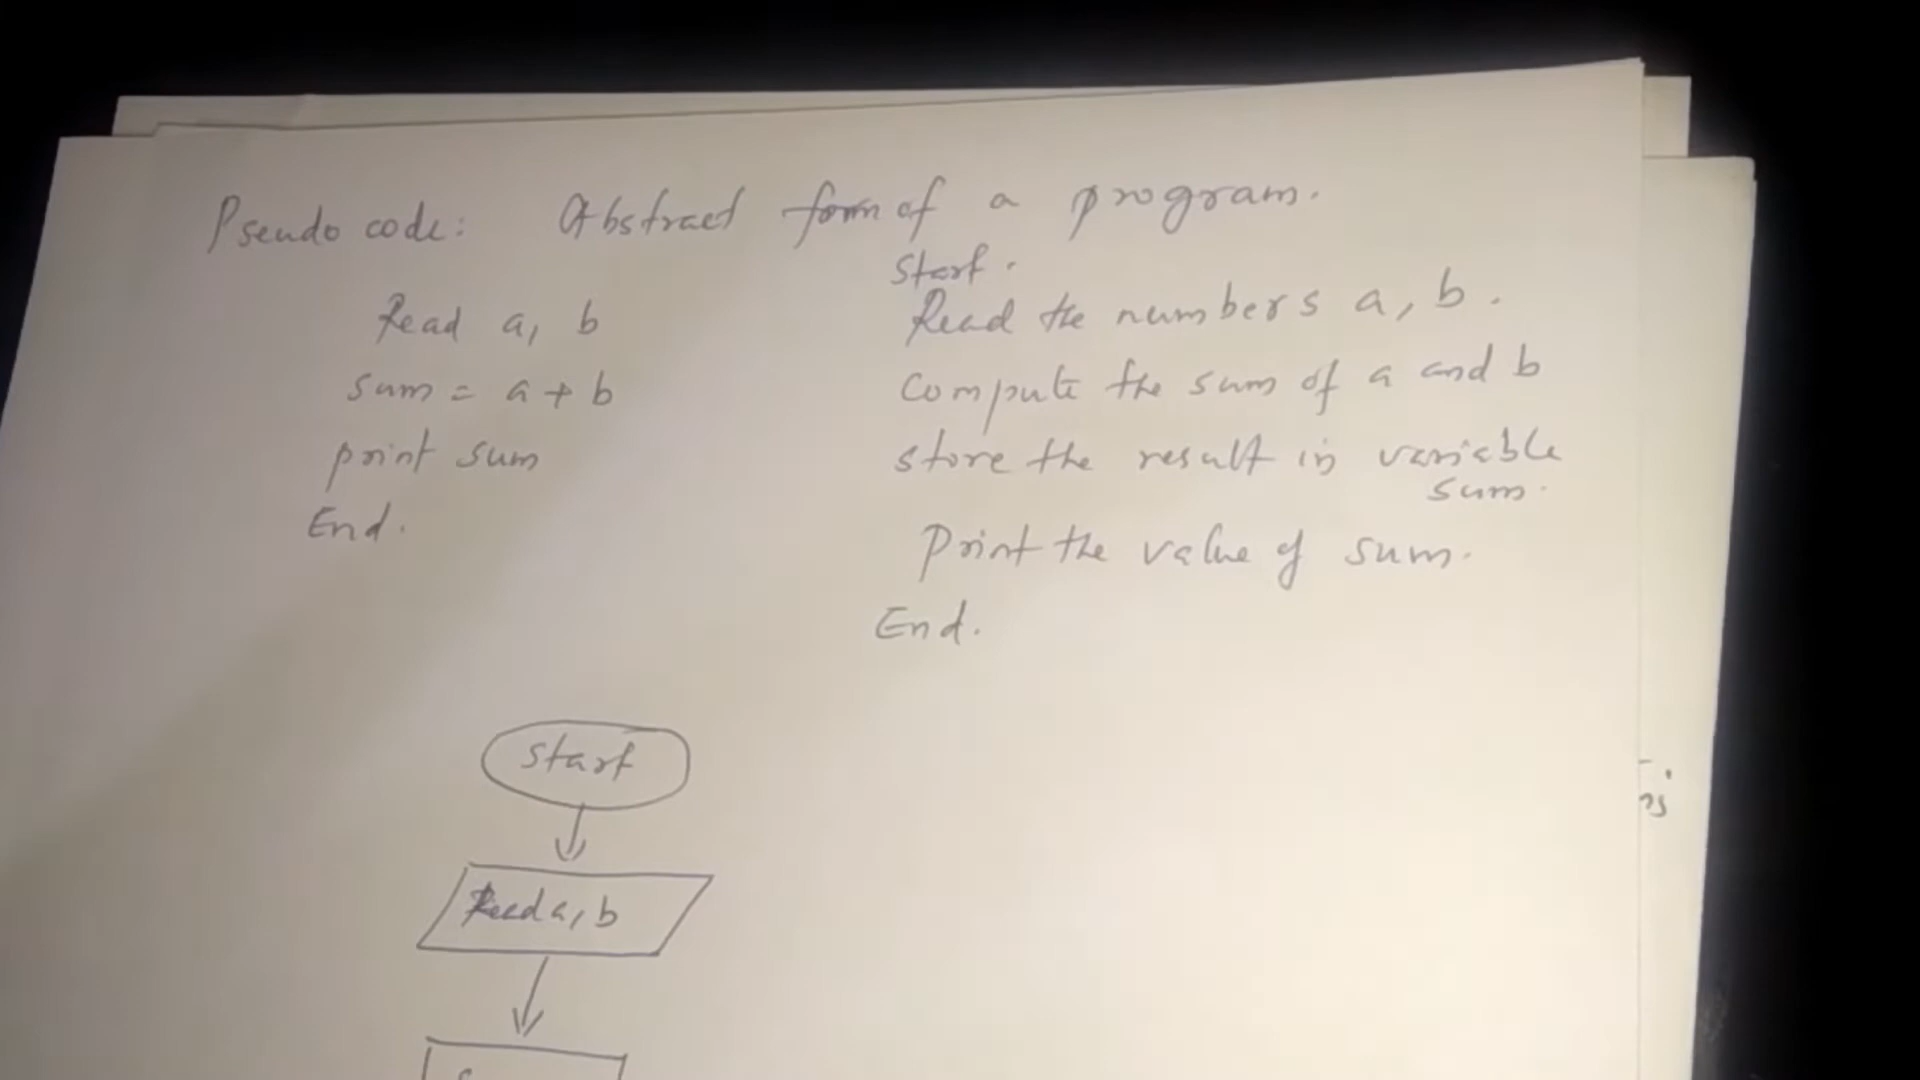 Pseudo code: Abstract form of a program.
Read a, b
sum = a + b
print sum
End.
Start.
Read the numbers a, b.
Compute the sum of a and b
store the result in variable
sum.
Print the value of sum.
End.
Start
Read a, b